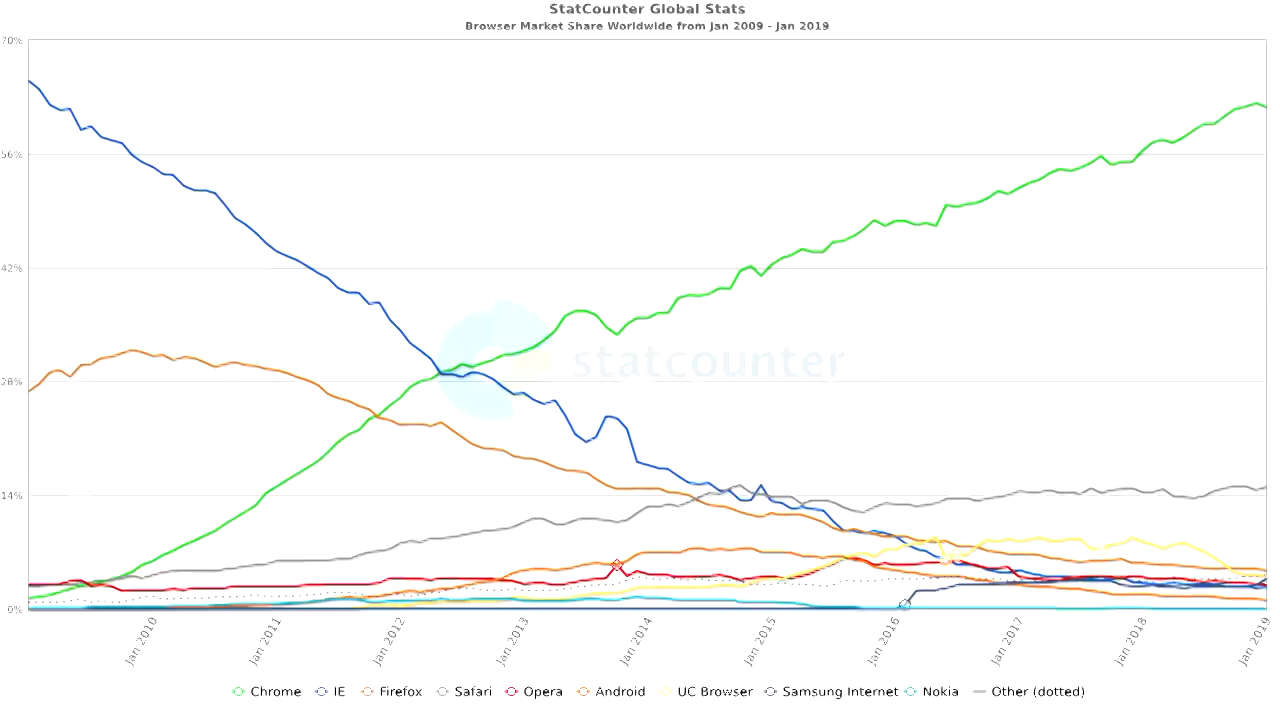 StatCounter Global Stats
Browser Market Share Worldwide from Jan 2009 - Jan 2019
70%
56%
42%
28%
14%
0%
statcounter
Jan 2010
Jan 2011
Jan 2012
Jan 2013
Jan 2014
Jan 2015
Jan 2016
Jan 2017
Jan 2018
Jan 2019
Chrome IE Firefox Safari Opera Android UC Browser Samsung Internet Nokia Other (dotted)